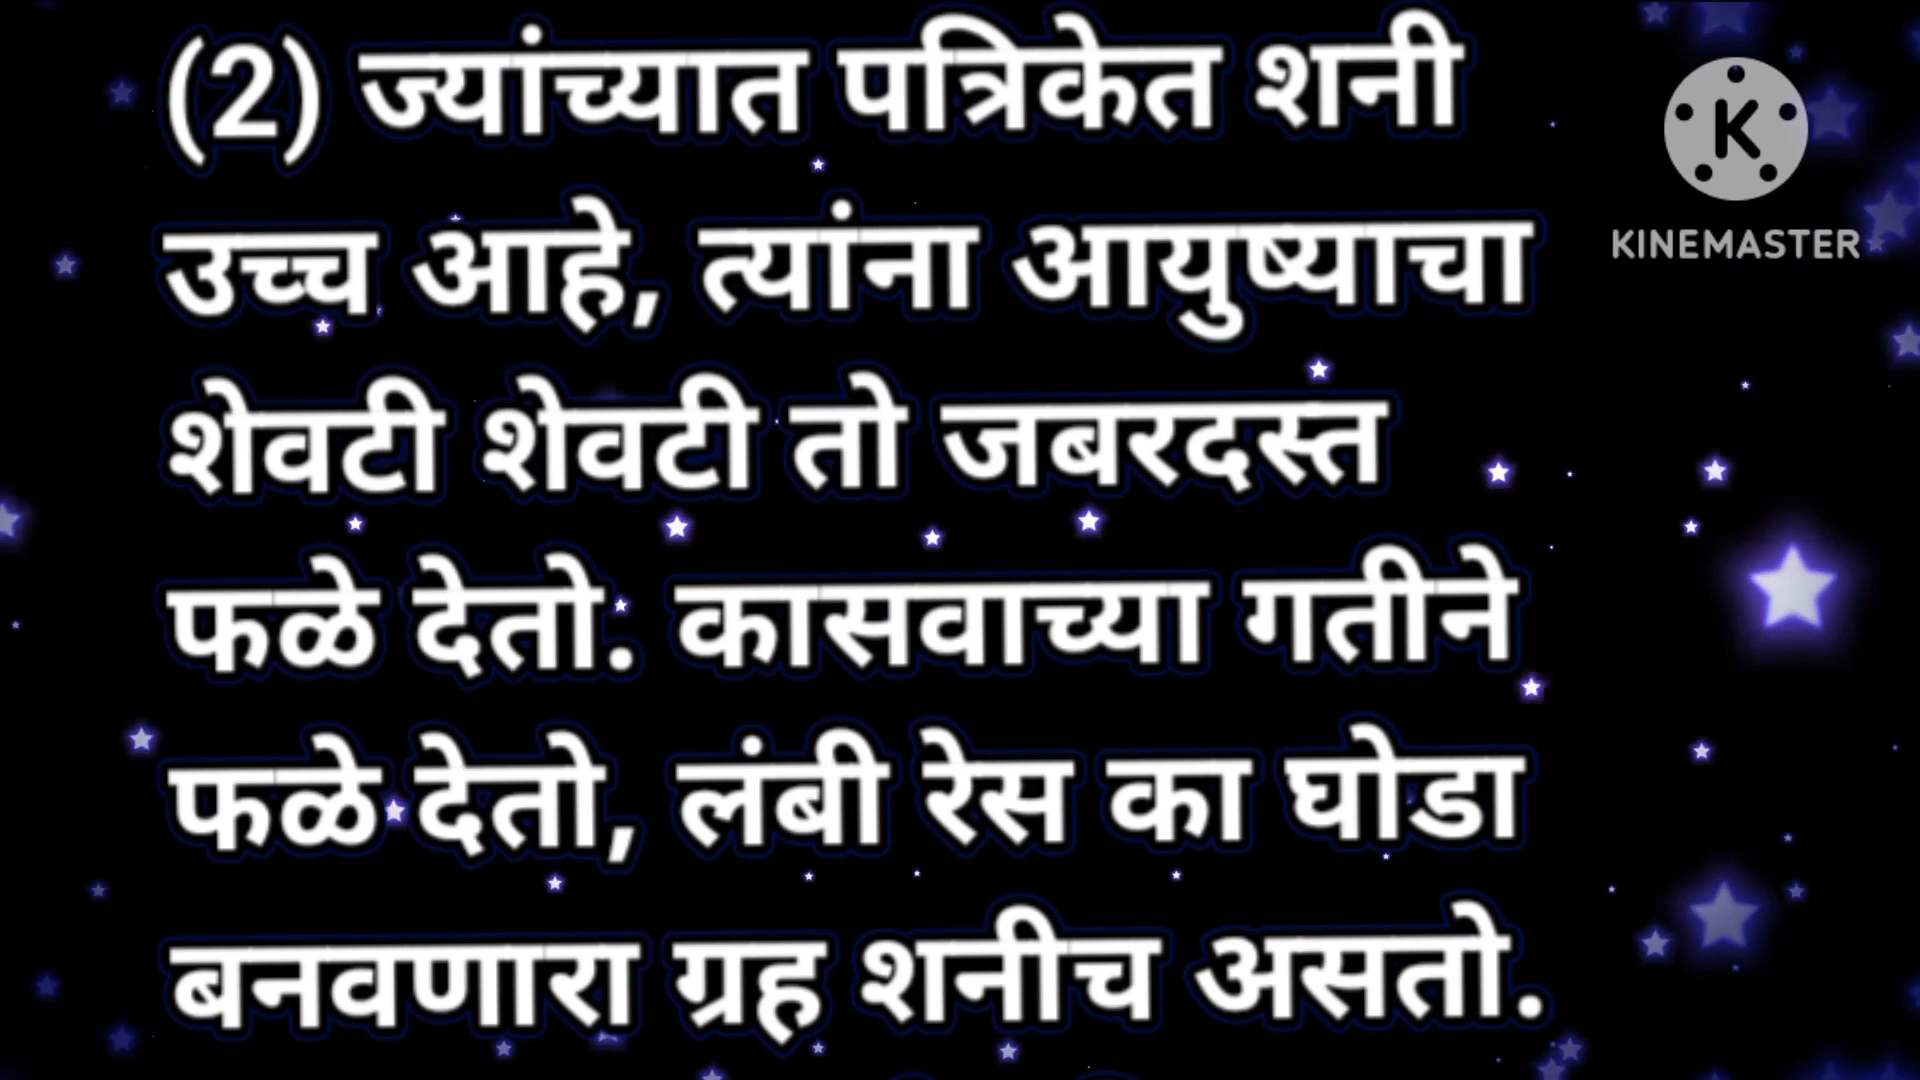 (2) ज्यांच्यात पत्रिकेत शनी
उच्च आहे, त्यांना आयुष्याचा
शेवटी शेवटी तो जबरदस्त
फळे देतो. कासवाच्या गतीने
फळे देतो, लंबी रेस का घोडा
बनवणारा ग्रह शनीच असतो.
K
KINEMASTER